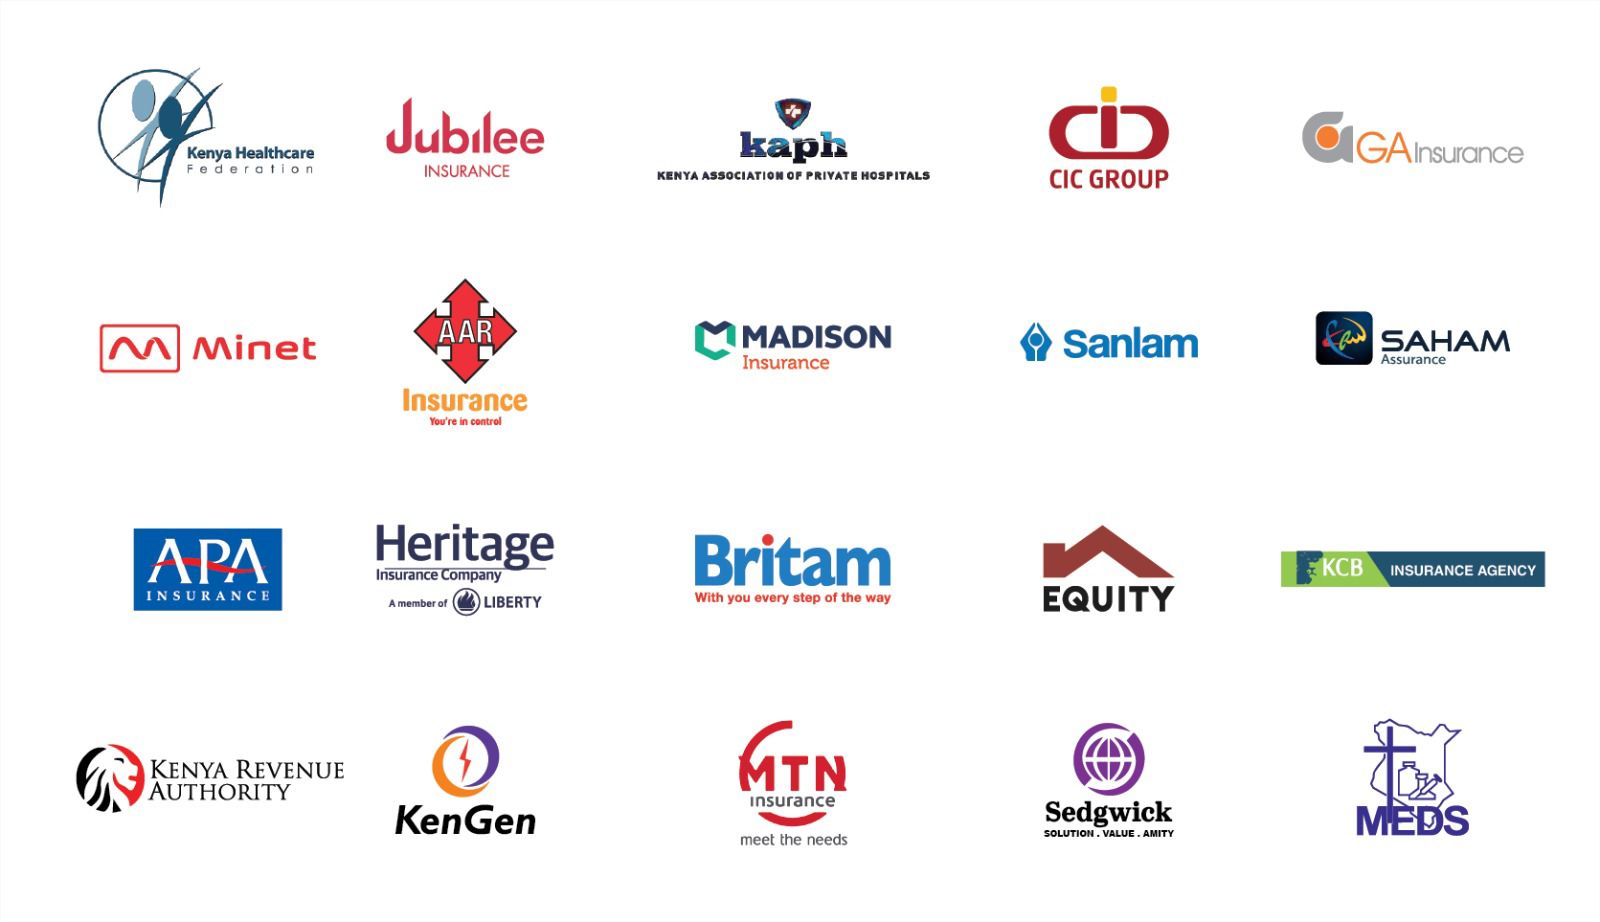 Kenya Healthcare
Federation
Jubilee
INSURANCE
kaph
KENYA ASSOCIATION OF PRIVATE HOSPITALS
CIC
CIC GROUP
GA Insurance
Minet
AAR
Insurance
You're in control
MADISON
Insurance
Sanlam
SAHAM
Assurance
APA
INSURANCE
Heritage
Insurance Company
A member of LIBERTY
Britam
With you every step of the way
EQUITY
KCB INSURANCE AGENCY
KENYA REVENUE
AUTHORITY
KenGen
MTN
insurance
meet the needs
Sedgwick
SOLUTION . VALUE . AMITY
MEDS